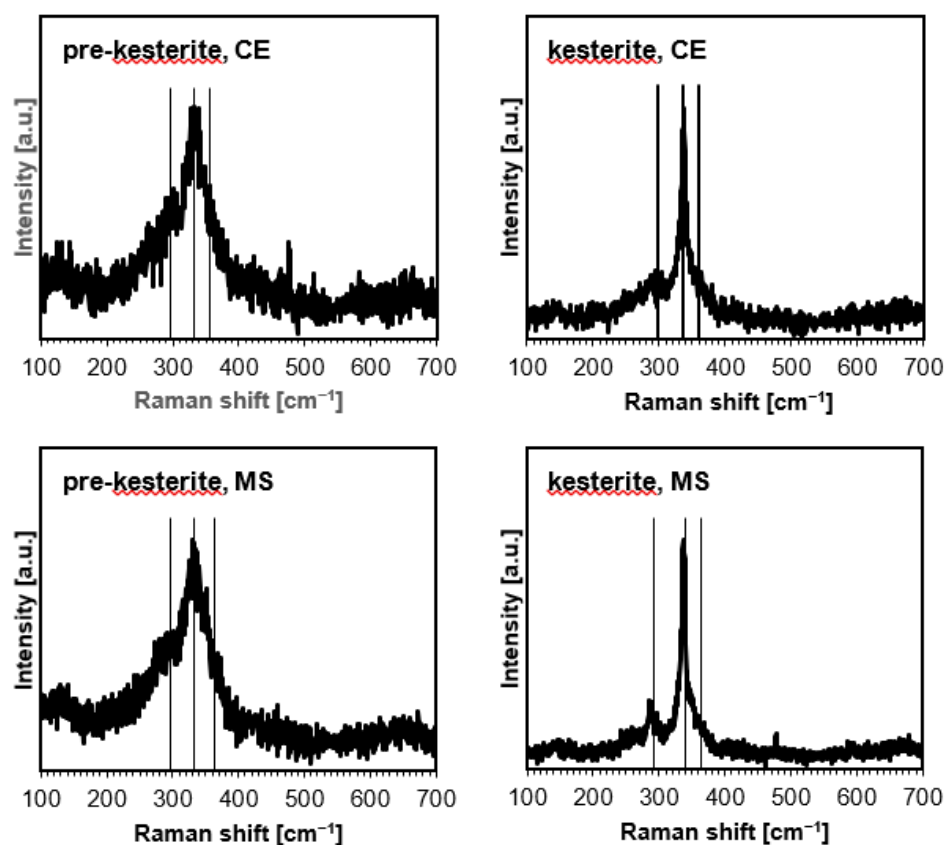 pre-kesterite, CE
Intensity [a.u.]
100 200 300 400 500 600 700
Raman shift [cm⁻¹]
kesterite, CE
Intensity [a.u.]
100 200 300 400 500 600 700
Raman shift [cm⁻¹]
pre-kesterite, MS
Intensity [a.u.]
100 200 300 400 500 600 700
Raman shift [cm⁻¹]
kesterite, MS
Intensity [a.u.]
100 200 300 400 500 600 700
Raman shift [cm⁻¹]